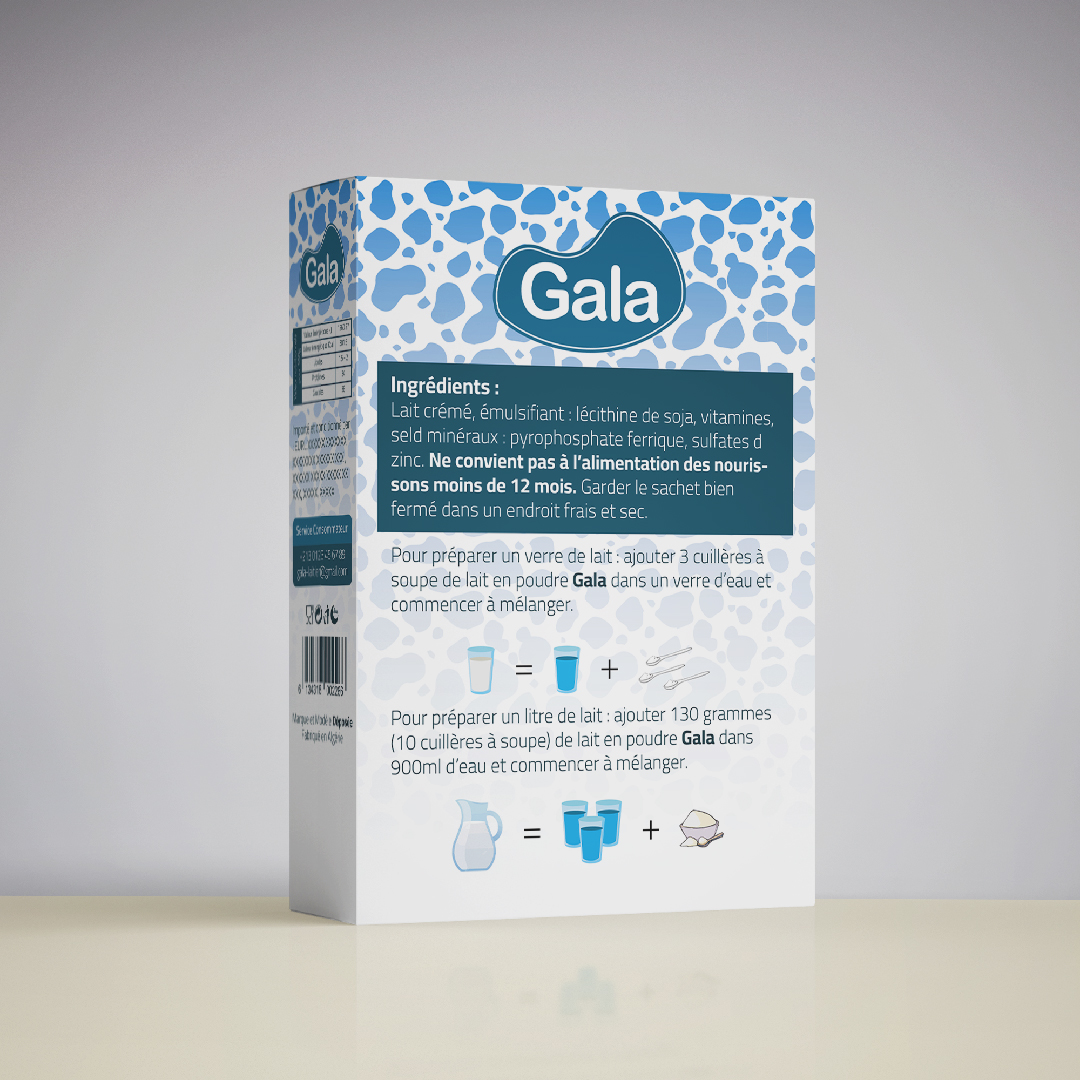 Gala
Ingrédients :
Lait crémé, émulsifiant : lécithine de soja, vitamines,
seld minéraux : pyrophosphate ferrique, sulfates d
zinc. Ne convient pas à l'alimentation des nouris-
sons moins de 12 mois. Garder le sachet bien
fermé dans un endroit frais et sec.
Pour préparer un verre de lait : ajouter 3 cuillères à
soupe de lait en poudre Gala dans un verre d'eau et
commencer à mélanger.
= +
Pour préparer un litre de lait : ajouter 130 grammes
(10 cuillères à soupe) de lait en poudre Gala dans
900ml d'eau et commencer à mélanger.
= +
Gala
Service Consommateur
Marque et Modèle Déposée
Fabriqué en Algérie